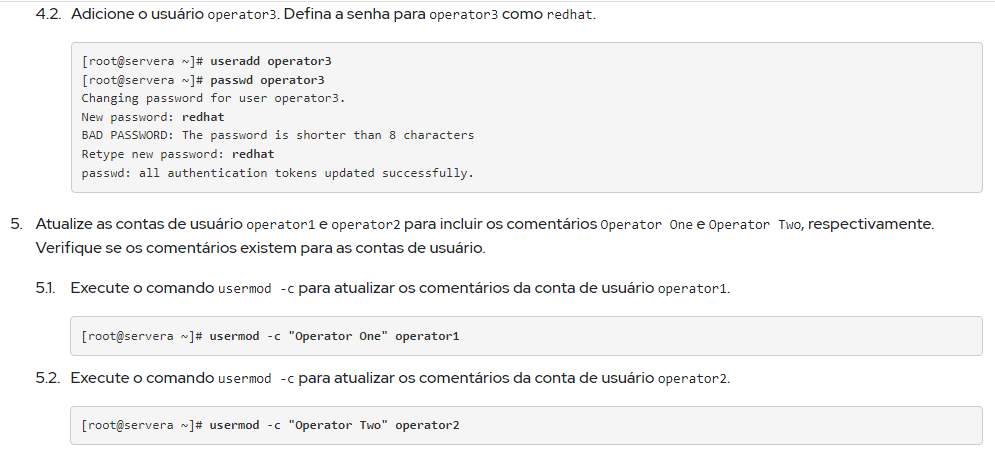 4.2. Adicione o usuário operator3. Defina a senha para operator3 como redhat.
[root@servera ~]# useradd operator3
[root@servera ~]# passwd operator3
Changing password for user operator3.
New password: redhat
BAD PASSWORD: The password is shorter than 8 characters
Retype new password: redhat
passwd: all authentication tokens updated successfully.
5. Atualize as contas de usuário operator1 e operator2 para incluir os comentários Operator One e Operator Two, respectivamente.
Verifique se os comentários existem para as contas de usuário.
5.1. Execute o comando usermod -c para atualizar os comentários da conta de usuário operator1.
[root@servera ~]# usermod -c "Operator One" operator1
5.2. Execute o comando usermod -c para atualizar os comentários da conta de usuário operator2.
[root@servera ~]# usermod -c "Operator Two" operator2